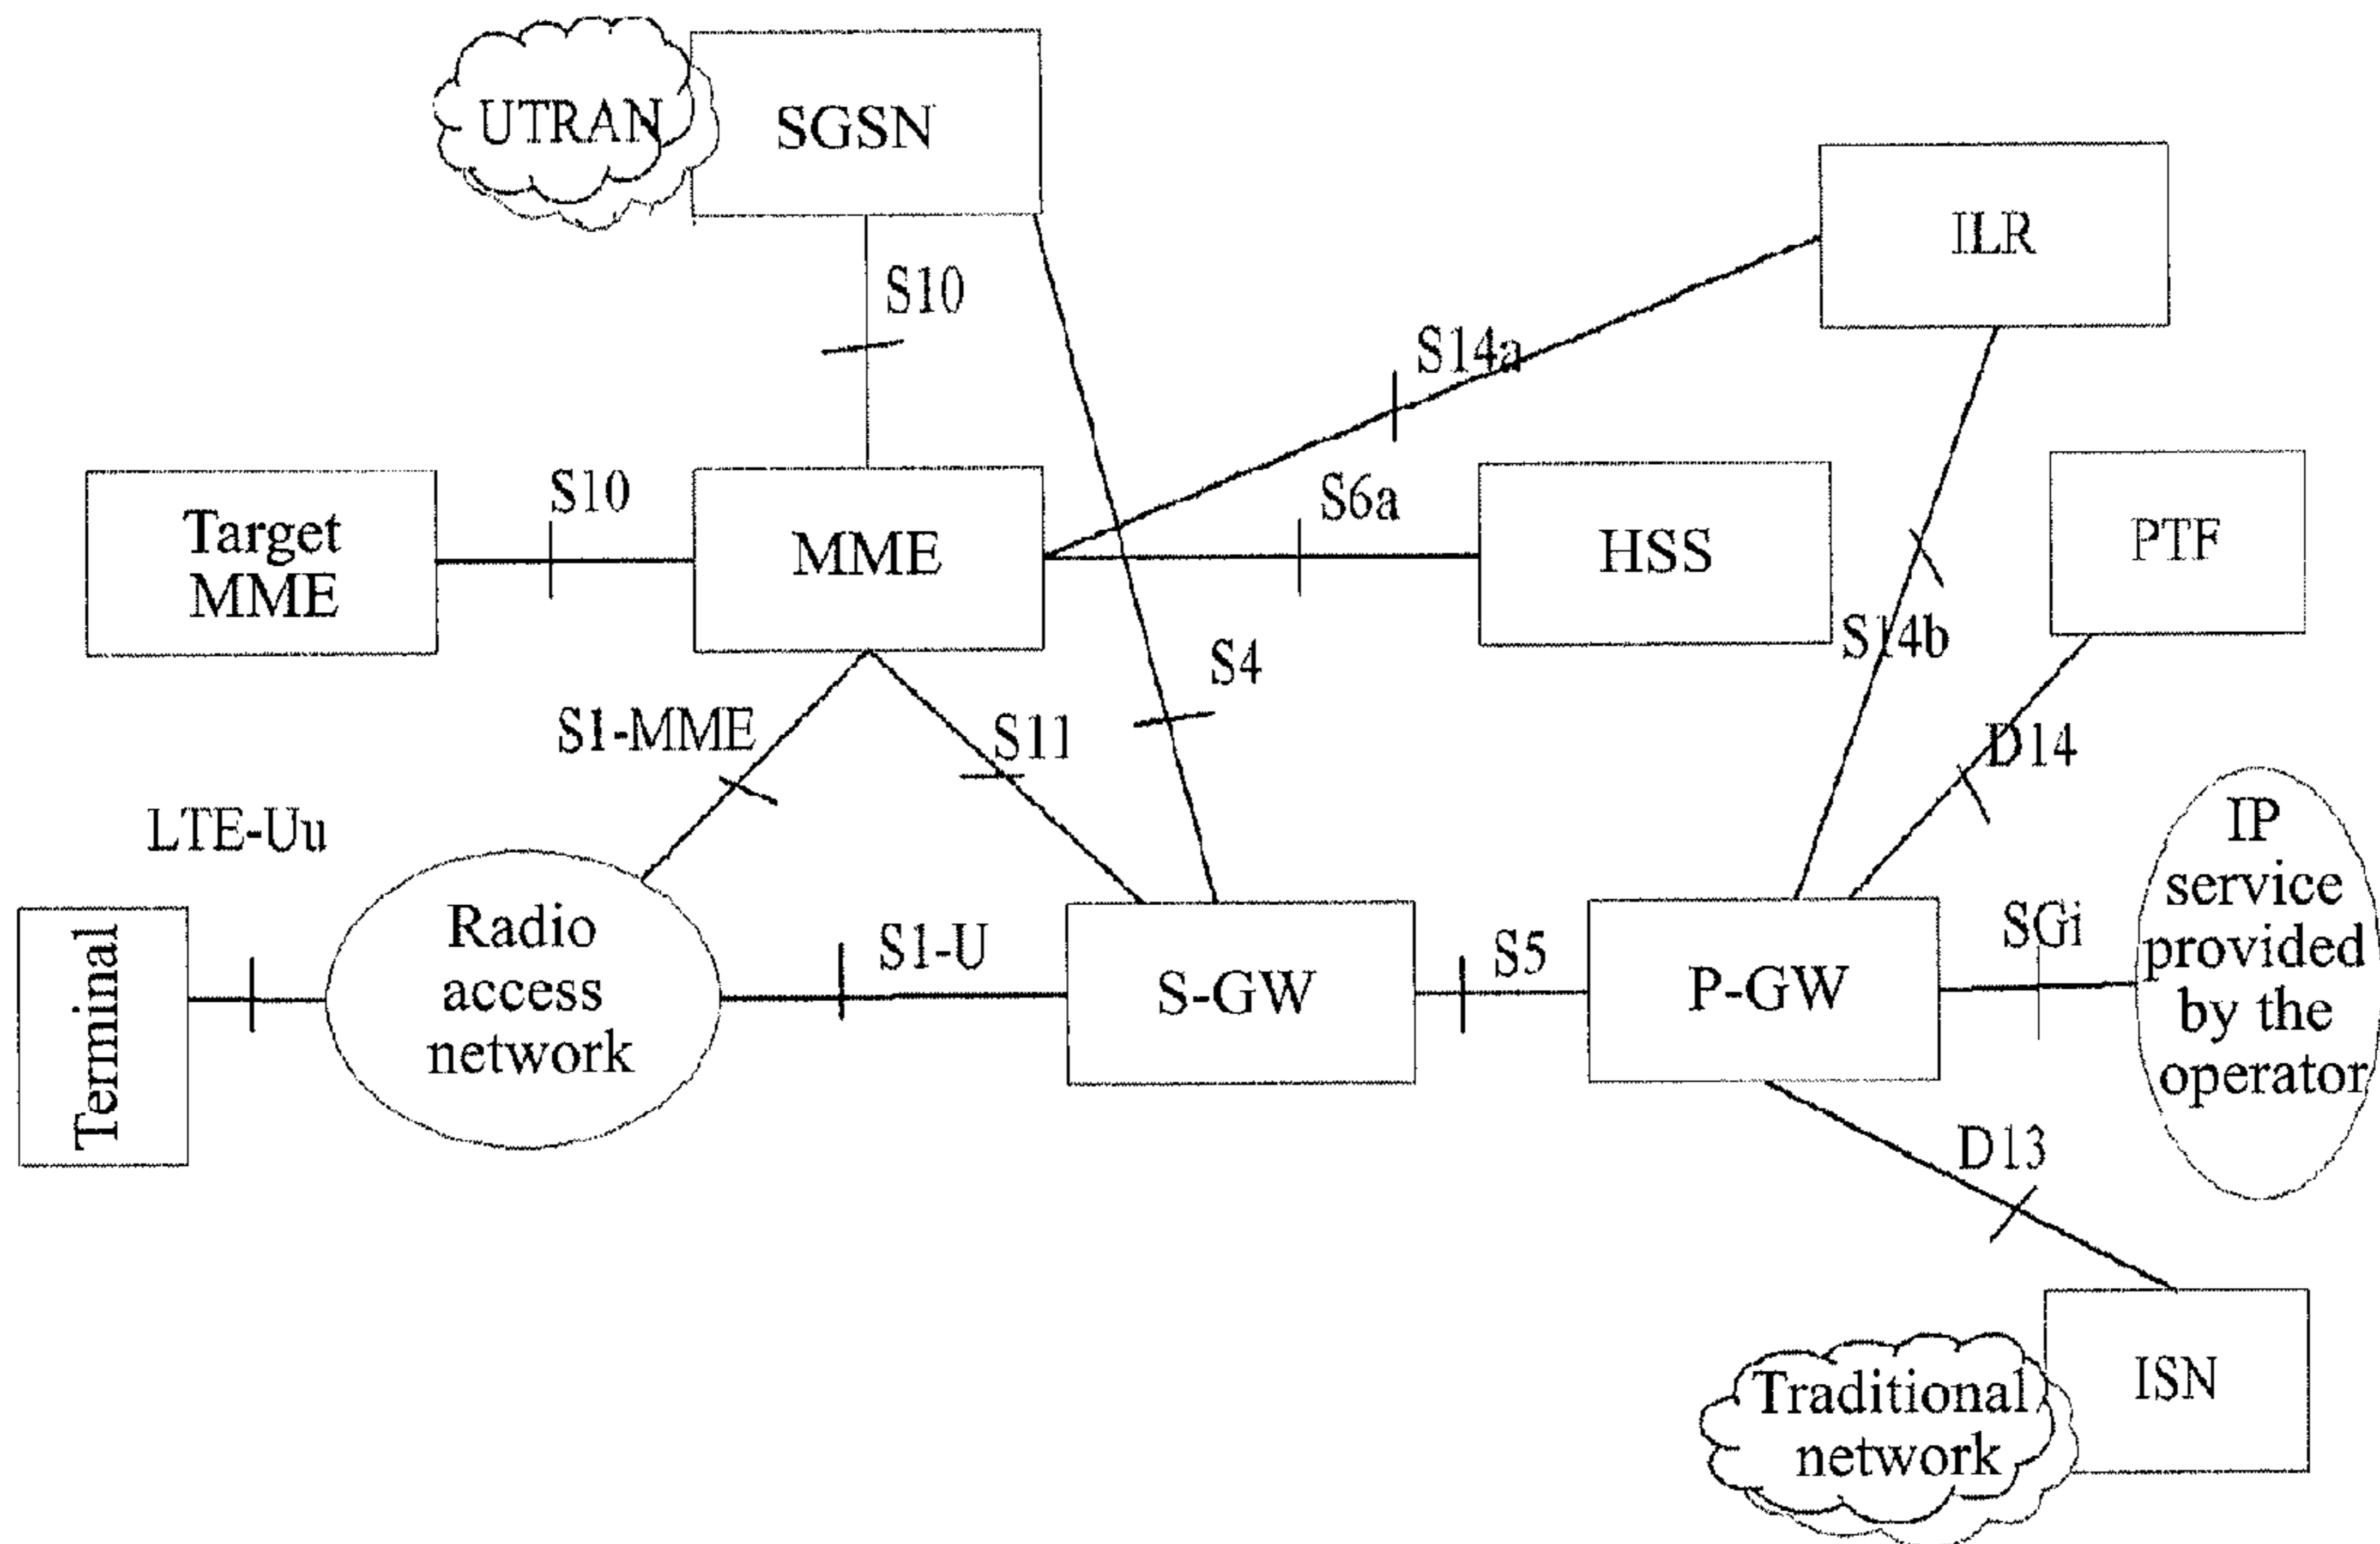 UTRAN
SGSN
ILR
S10
S14a
Target
MME
S10
MME
S6a
HSS
PTF
S14b
S4
S1-MME
S11
D14
LTE-Uu
IP
service
provided
by the
operator
Terminal
Radio
access
network
S1-U
S-GW
S5
P-GW
SGi
D13
ISN
Traditional
network